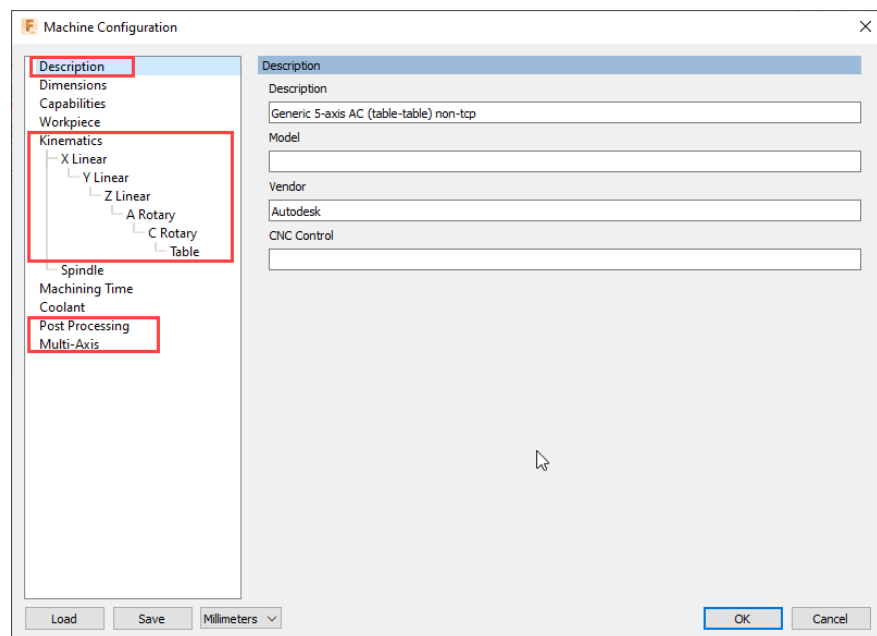 F Machine Configuration
Description
Dimensions
Capabilities
Workpiece
Kinematics
X Linear
Y Linear
Z Linear
A Rotary
C Rotary
Table
Spindle
Machining Time
Coolant
Post Processing
Multi-Axis
Description
Description
Generic 5-axis AC (table-table) non-tcp
Model
Vendor
Autodesk
CNC Control
Load Save Millimeters OK Cancel